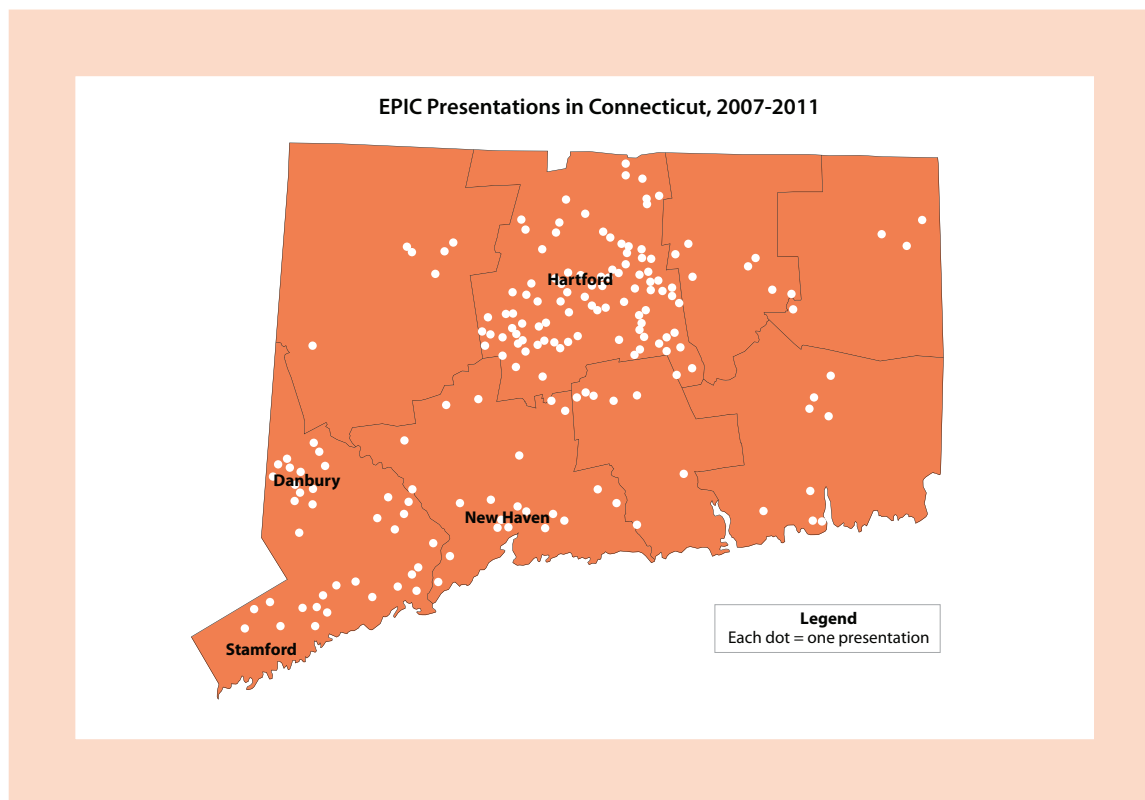 EPIC Presentations in Connecticut, 2007-2011
Hartford
Danbury
New Haven
Stamford
Legend
Each dot = one presentation